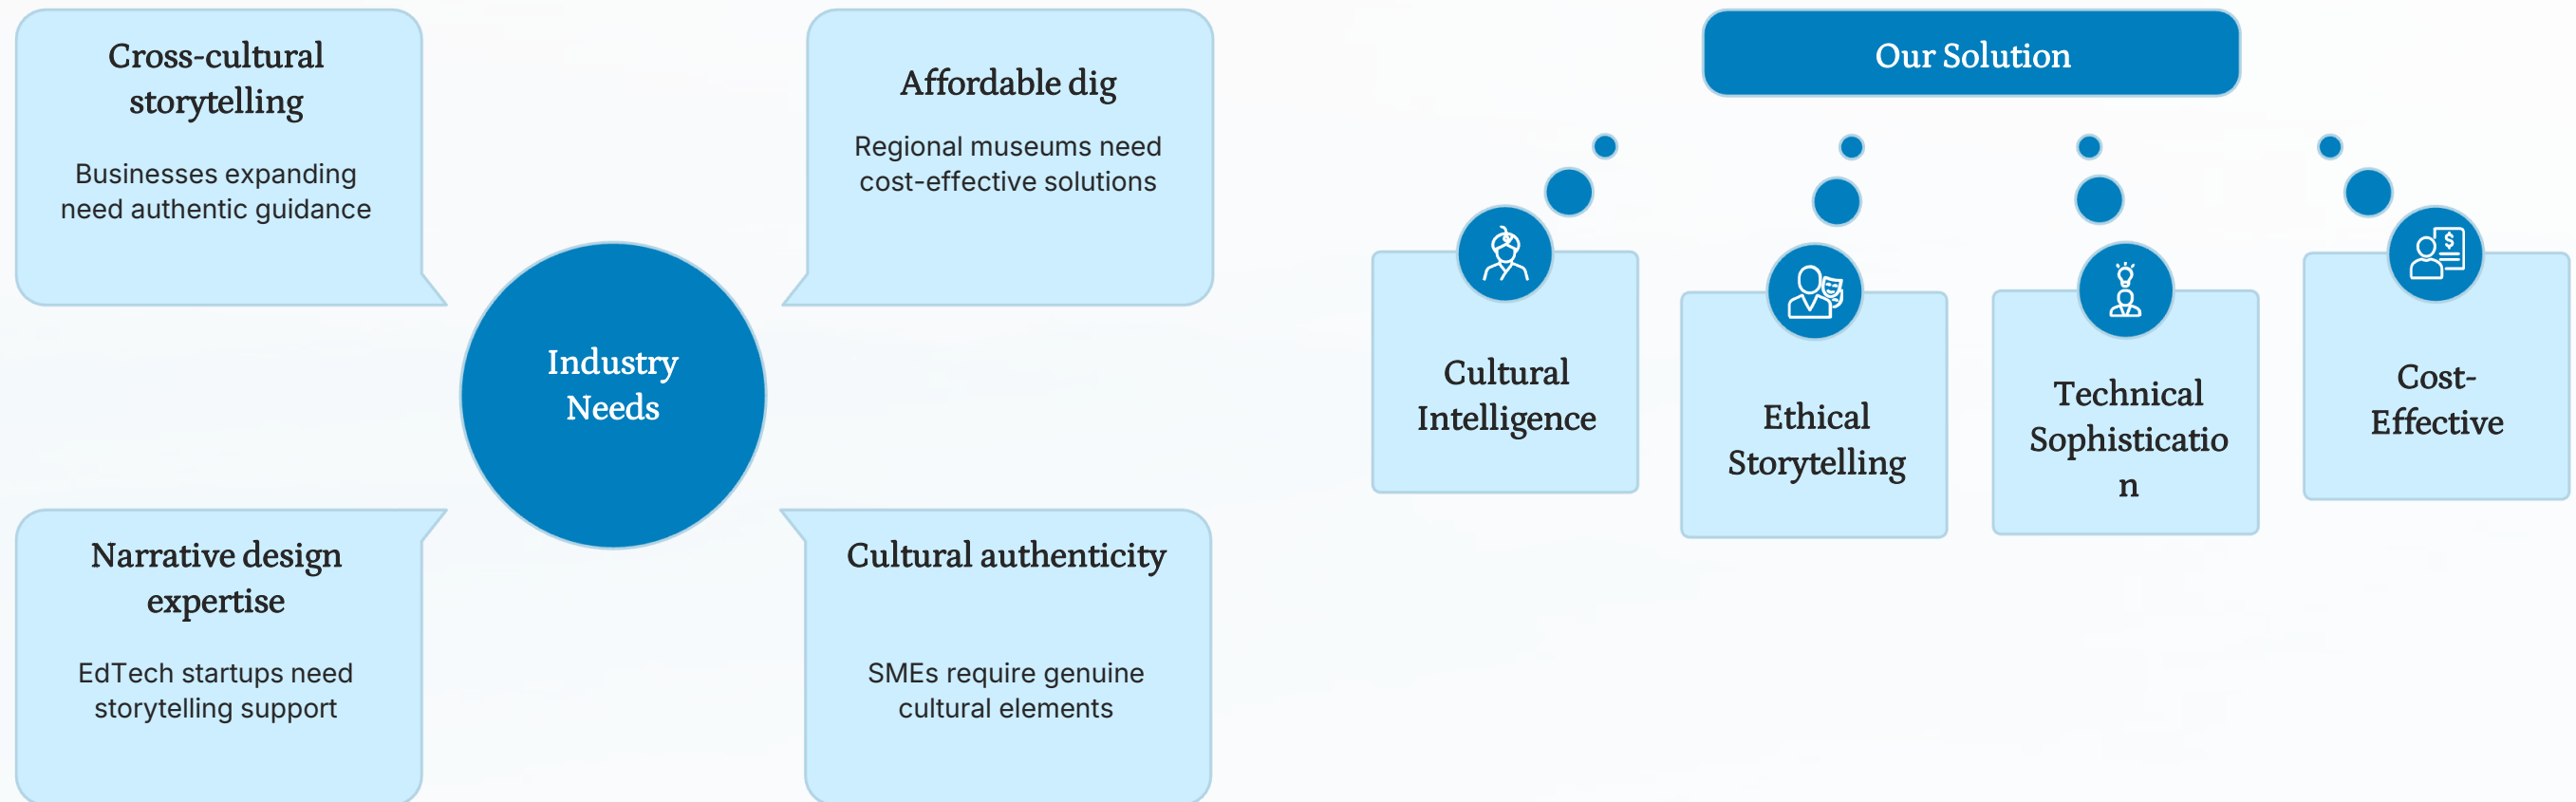 Cross-cultural
storytelling
Businesses expanding
need authentic guidance
Affordable dig
Regional museums need
cost-effective solutions
Industry
Needs
Narrative design
expertise
EdTech startups need
storytelling support
Cultural authenticity
SMEs require genuine
cultural elements
Our Solution
Cultural
Intelligence
Ethical
Storytelling
Technical
Sophisticatio
n
Cost-
Effective
$